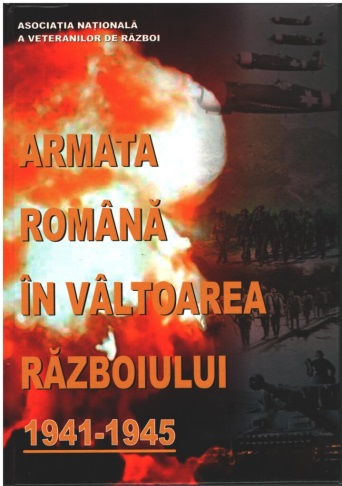 ASOCIAȚIA NAȚIONALĂ
A VETERANILOR DE RĂZBOI
ARMATA
ROMÂNĂ
ÎN VÂLTOAREA
RĂZBOIULUI
1941-1945